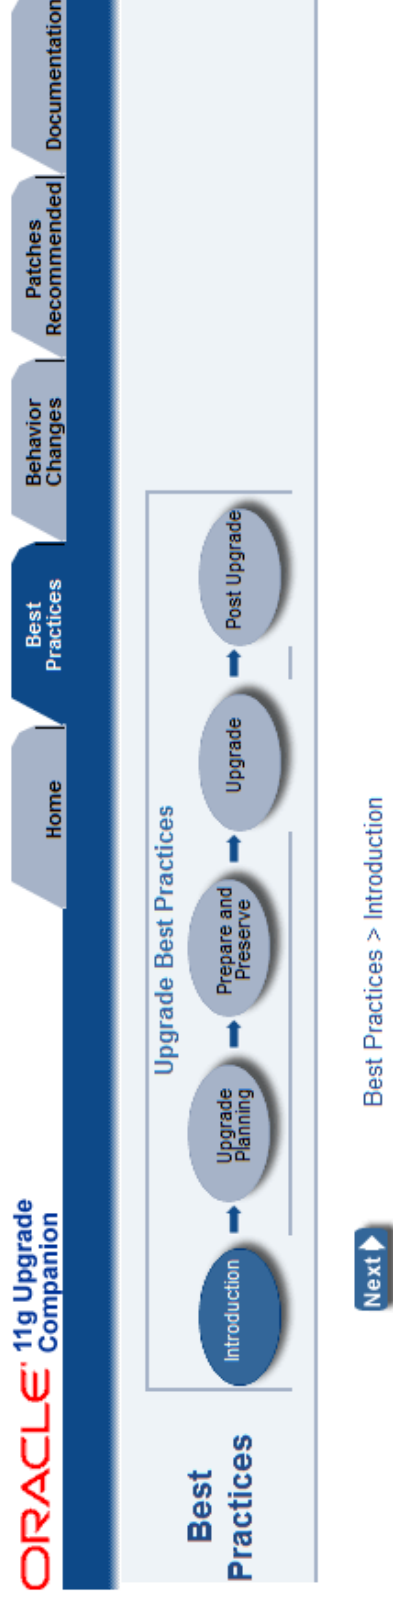 ORACLE 11g Upgrade
Companion
Home
Best
Practices
Behavior
Changes
Patches
Recommended
Documentation
Best
Practices
Upgrade Best Practices
Introduction
Upgrade
Planning
Prepare and
Preserve
Upgrade
Post Upgrade
Next
Best Practices > Introduction